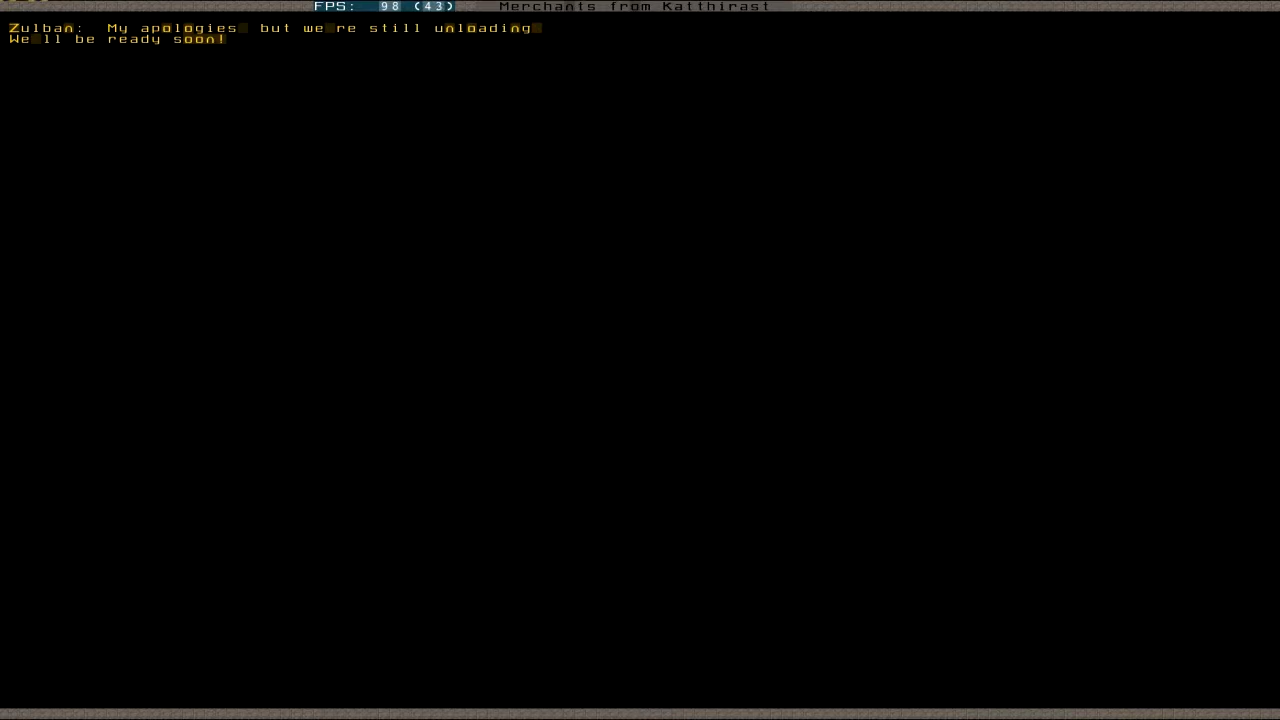 FPS: 98 (43) Merchants from Katthirast
Zulban: My apologies but we re still unloading
We ll be ready soon!